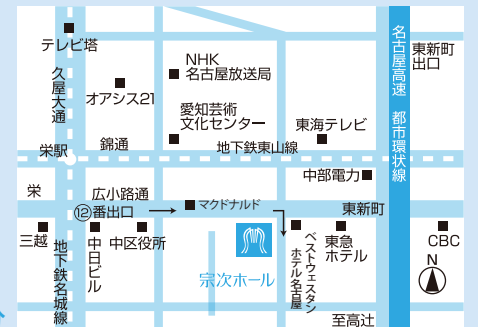 テレビ塔
久屋大通
オアシス21
NHK
名古屋放送局
愛知芸術
文化センター
東海テレビ
名古屋高速 都市環状線
東新町
出口
栄駅
錦通
地下鉄東山線
中部電力
栄
広小路通
⑫番出口
マクドナルド
東新町
三越
地下鉄名城線
中日ビル
中区役所
宗次ホール
ベストウェスタン
ホテル名古屋
東急
ホテル
CBC
N
至高辻